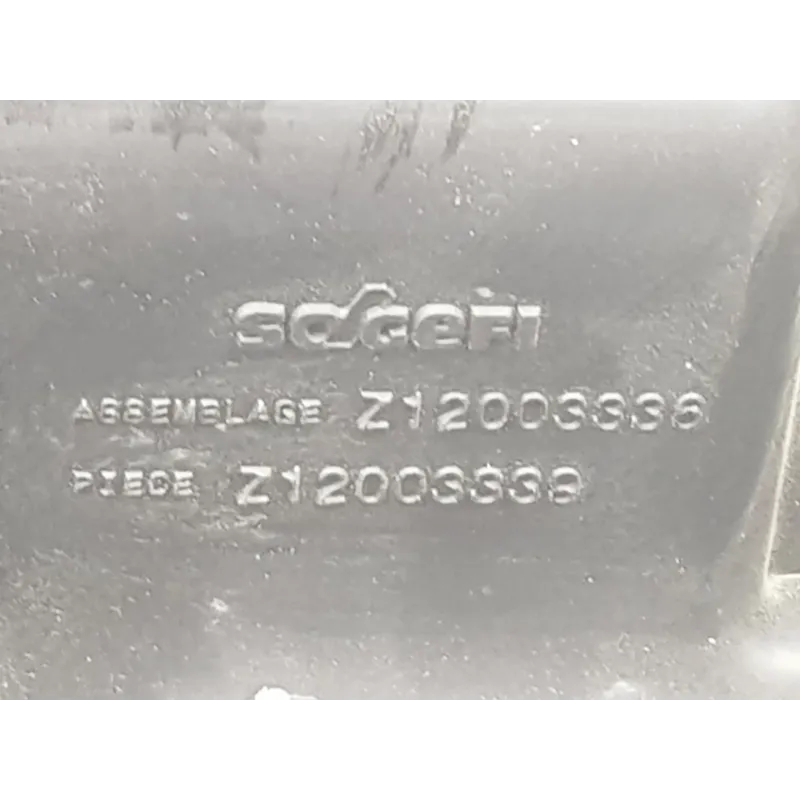 SOGEFI
ASSEMBLAGE Z12003336
PIECE Z12003339